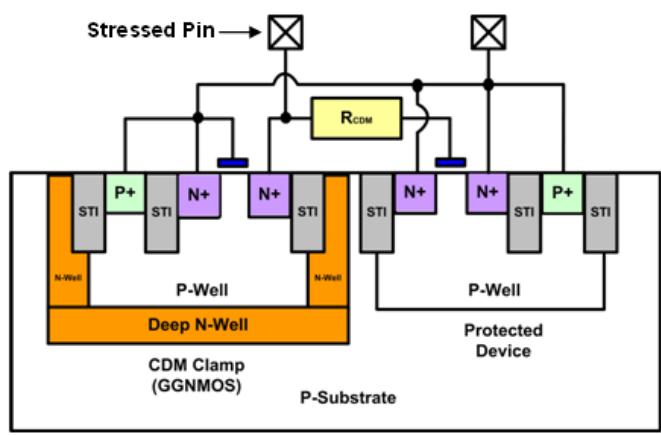 Stressed Pin
RCDM
P+
N+
N+
N+
N+
P+
STI
STI
STI
STI
STI
STI
N-Well
P-Well
N-Well
P-Well
Deep N-Well
Protected
Device
CDM Clamp
(GGNMOS)
P-Substrate